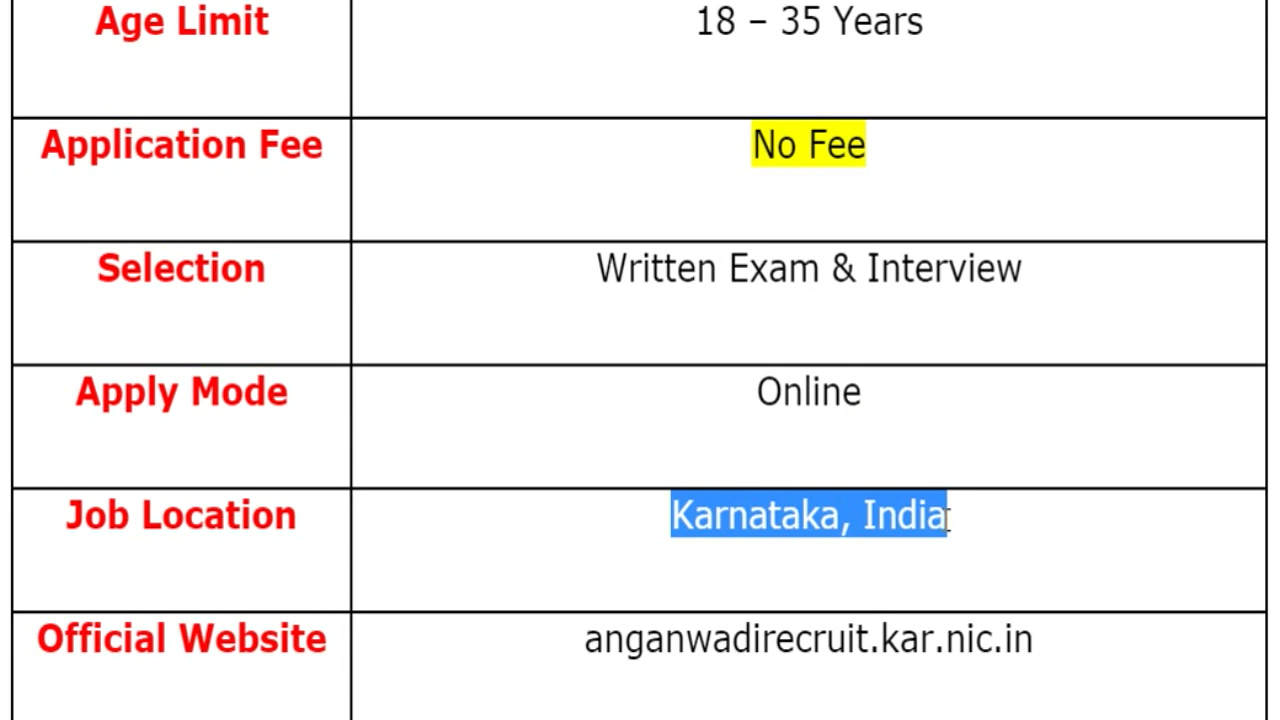 Age Limit 18 – 35 Years
Application Fee No Fee
Selection Written Exam & Interview
Apply Mode Online
Job Location Karnataka, India
Official Website anganwadirecruit.kar.nic.in